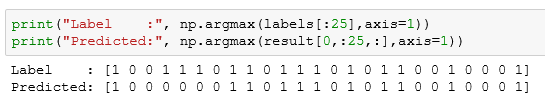 print("Label    :", np.argmax(labels[:25],axis=1))
print("Predicted:", np.argmax(result[0,:25,:],axis=1))
Label    : [1 0 0 1 1 1 0 1 1 0 1 1 1 0 1 0 1 1 0 0 1 0 0 0 1]
Predicted: [1 0 0 0 0 0 0 1 1 0 1 1 1 0 1 0 1 1 0 0 1 0 0 0 1]